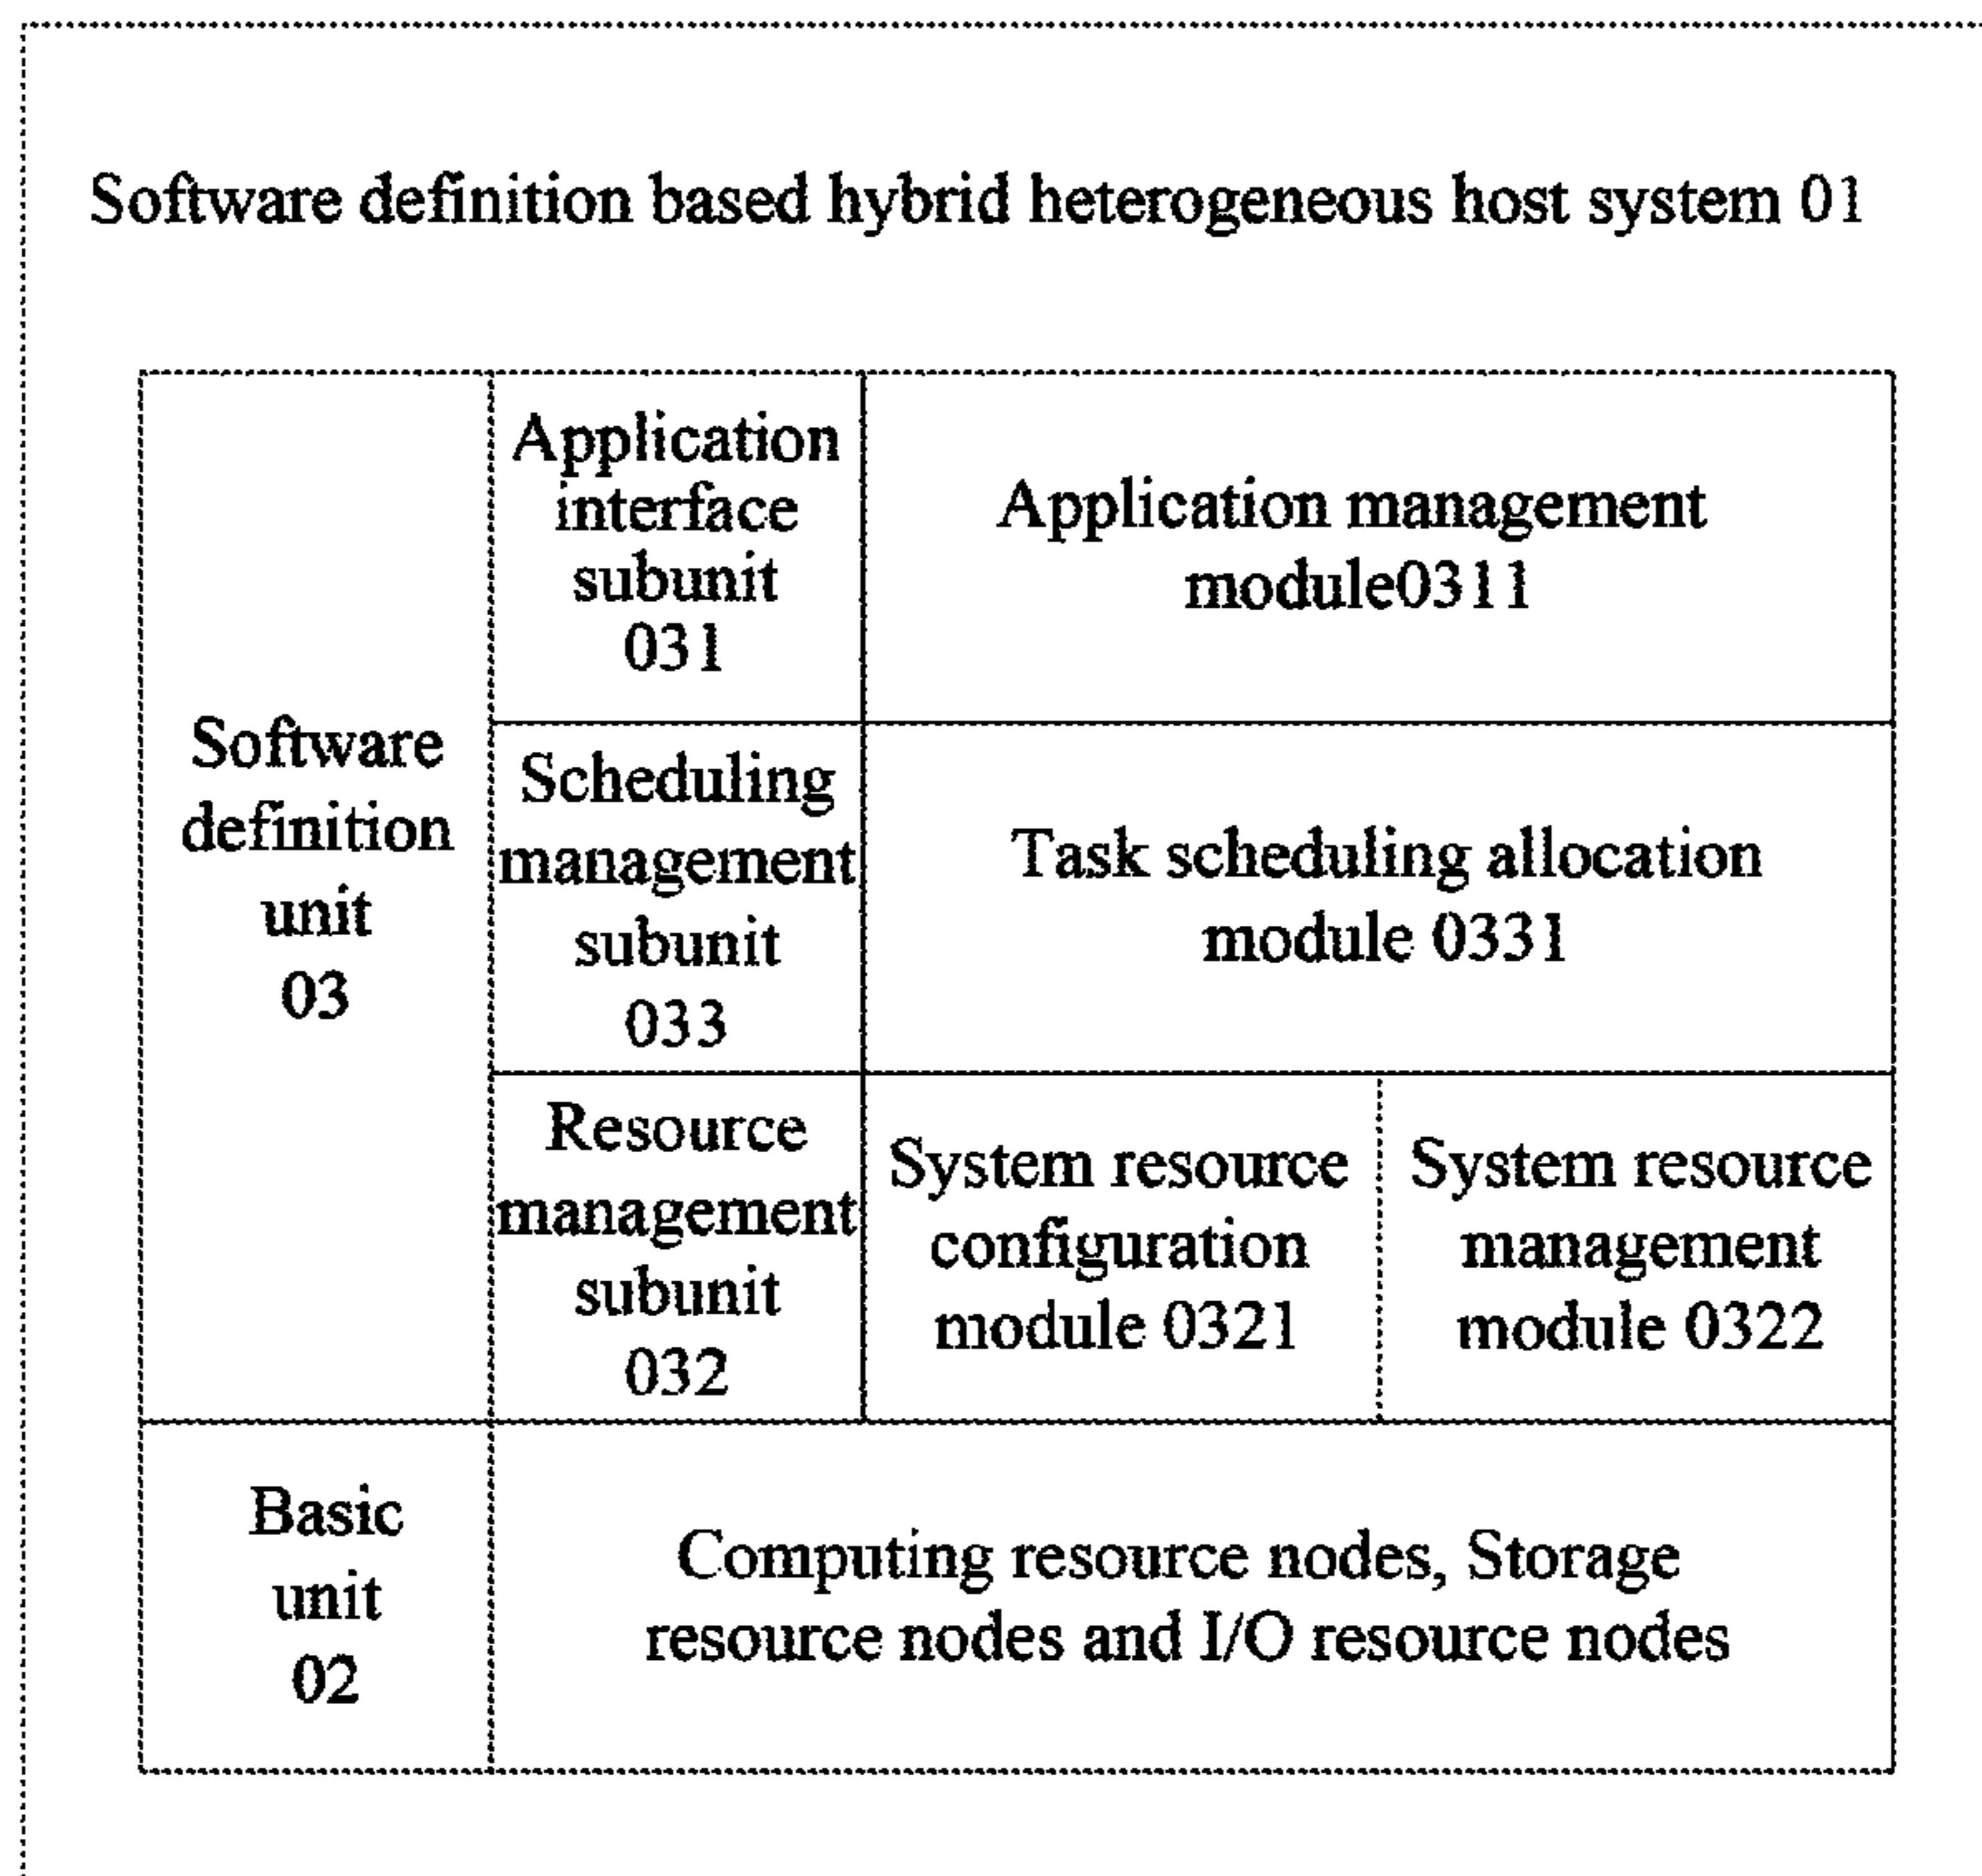 Software definition based hybrid heterogeneous host system 01
Software
definition
unit
03
Application
interface
subunit
031
Application management
module0311
Scheduling
management
subunit
033
Task scheduling allocation
module 0331
Resource
management
subunit
032
System resource
configuration
module 0321
System resource
management
module 0322
Basic
unit
02
Computing resource nodes, Storage
resource nodes and I/O resource nodes